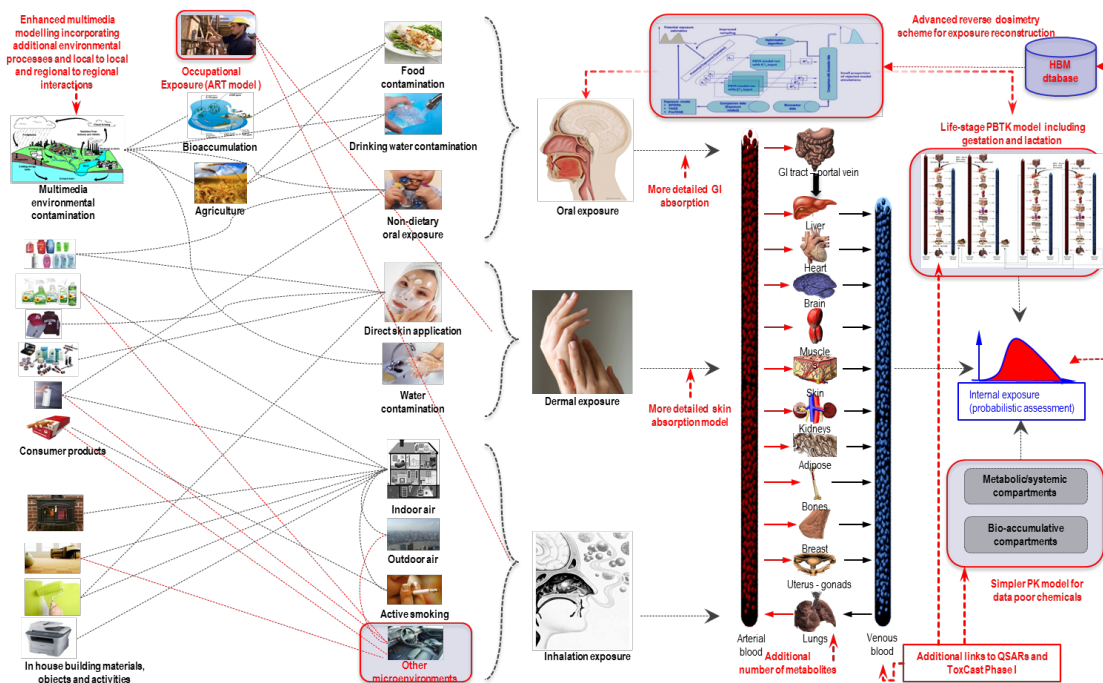 Enhanced multimedia
modelling incorporating
additional environmental
processes and local to local
and regional to regional
interactions
Multimedia
environmental
contamination
Occupational
Exposure (ART model)
Bioaccumulation
Agriculture
Consumer products
In house building materials,
objects and activities
Food
contamination
Drinking water contamination
Non-dietary
oral exposure
Direct skin application
Water
contamination
Indoor air
Outdoor air
Active smoking
Other
microenvironments
Oral exposure
Dermal exposure
Inhalation exposure
More detailed GI
absorption
More detailed skin
absorption model
GI tract – portal vein
Liver
Heart
Brain
Muscle
Skin
Kidneys
Adipose
Bones
Breast
Uterus - gonads
Lungs
Arterial
blood
Venous
blood
Additional
number of metabolites
Advanced reverse dosimetry
scheme for exposure reconstruction
HBM
dtabase
Life-stage PBTK model including
gestation and lactation
Internal exposure
(probabilistic assessment)
Metabolic/systemic
compartments
Bio-accumulative
compartments
Simpler PK model for
data poor chemicals
Additional links to QSARs and
ToxCast Phase I